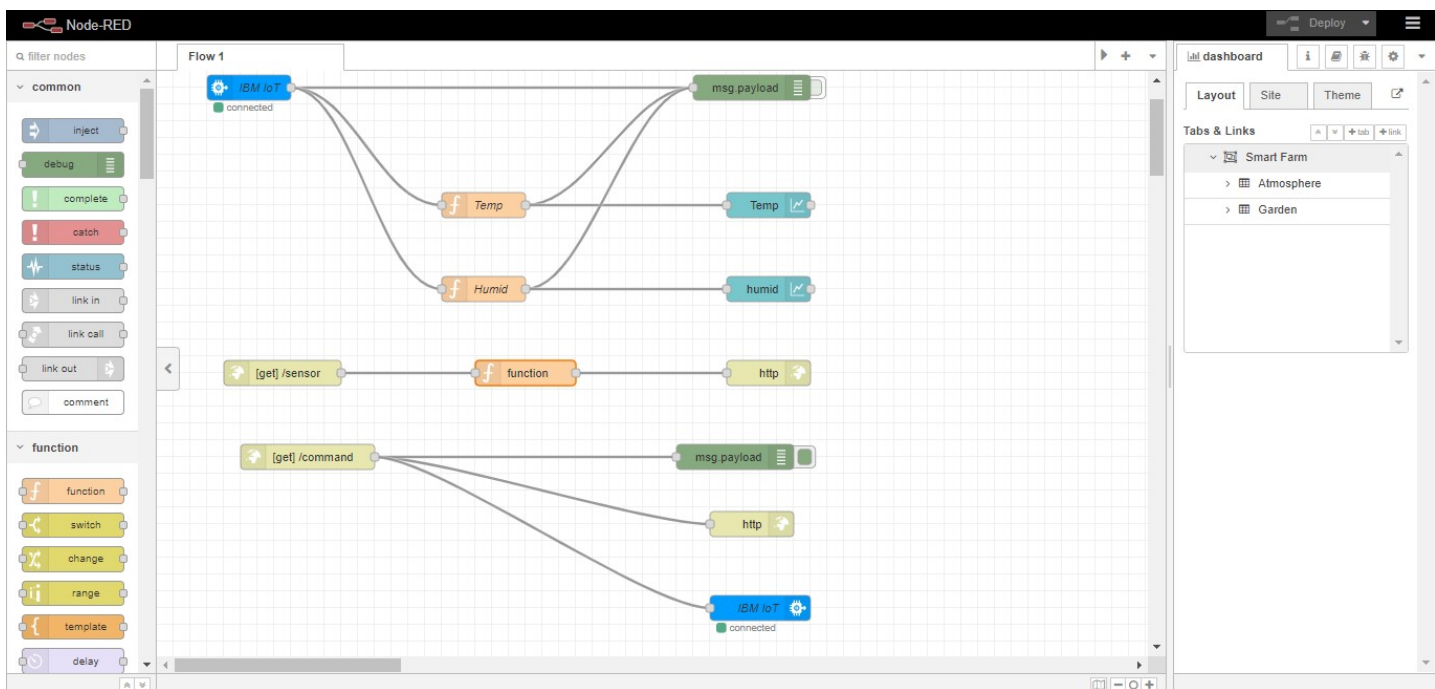 Node-RED
Deploy
filter nodes
common
inject
debug
complete
catch
status
link in
link call
link out
comment
function
function
switch
change
range
template
delay
Flow 1
IBM IoT
connected
msg.payload
Temp
Temp
Humid
humid
[get] /sensor
function
http
[get] /command
msg.payload
http
IBM IoT
connected
dashboard
i
Layout
Site
Theme
Tabs & Links
+tab
+link
Smart Farm
Atmosphere
Garden